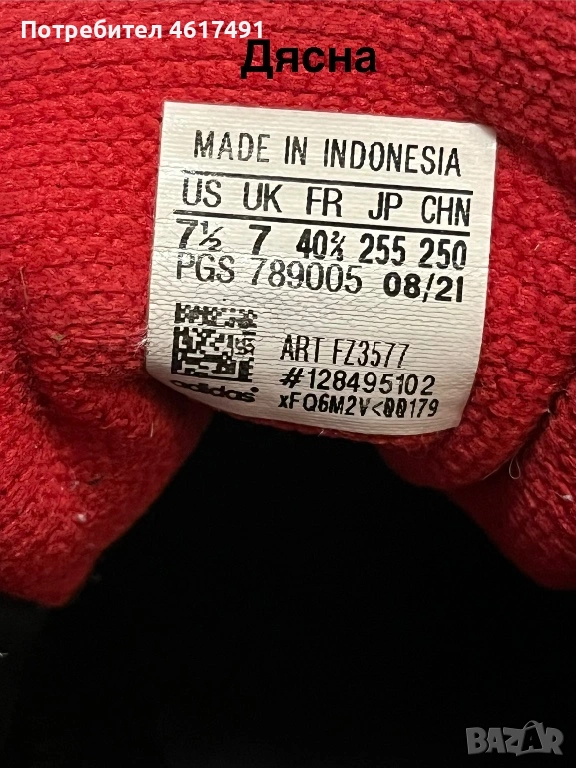 Потребител 4617491
Дясна
MADE IN INDONESIA
US UK FR JP CHN
7½ 7 40⅔ 255 250
PGS 789005 08/21
ART FZ3577
#128495102
adidas
xFQ6M2V<00179
BAZAR